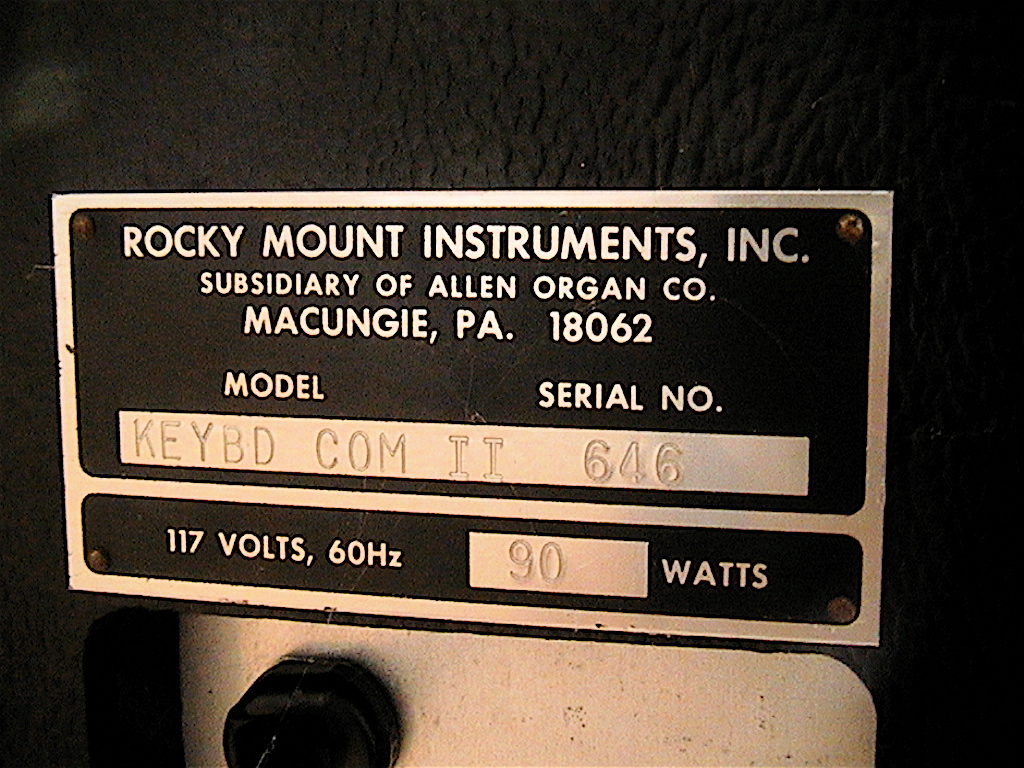 ROCKY MOUNT INSTRUMENTS, INC.
SUBSIDIARY OF ALLEN ORGAN CO.
MACUNGIE, PA. 18062
MODEL SERIAL NO.
KEYBD COM II 646
117 VOLTS, 60Hz 90 WATTS